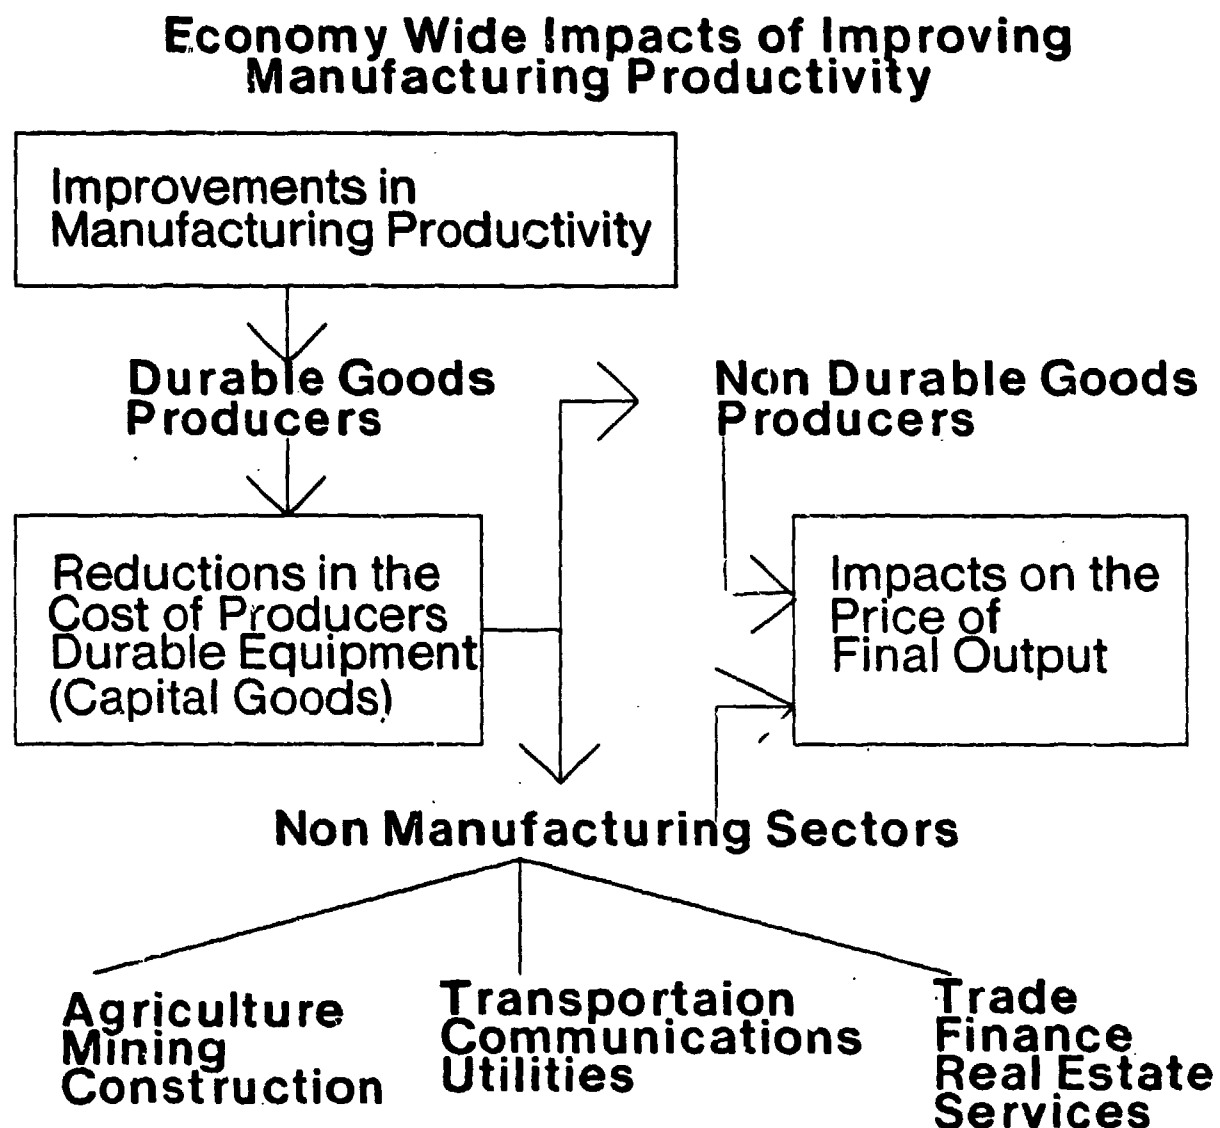 Economy Wide Impacts of Improving
Manufacturing Productivity
Improvements in
Manufacturing Productivity
Durable Goods
Producers
Non Durable Goods
Producers
Reductions in the
Cost of Producers
Durable Equipment
(Capital Goods)
Impacts on the
Price of
Final Output
Non Manufacturing Sectors
Agriculture
Mining
Construction
Transportaion
Communications
Utilities
Trade
Finance
Real Estate
Services